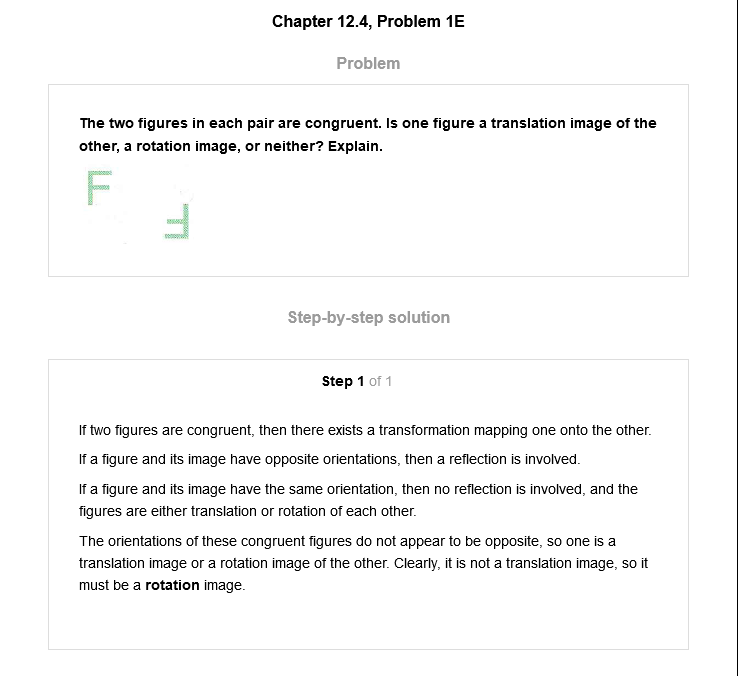 Chapter 12.4, Problem 1E
Problem
The two figures in each pair are congruent. Is one figure a translation image of the
other, a rotation image, or neither? Explain.
F
Step-by-step solution
Step 1 of 1
If two figures are congruent, then there exists a transformation mapping one onto the other.
If a figure and its image have opposite orientations, then a reflection is involved.
If a figure and its image have the same orientation, then no reflection is involved, and the
figures are either translation or rotation of each other.
The orientations of these congruent figures do not appear to be opposite, so one is a
translation image or a rotation image of the other. Clearly, it is not a translation image, so it
must be a rotation image.